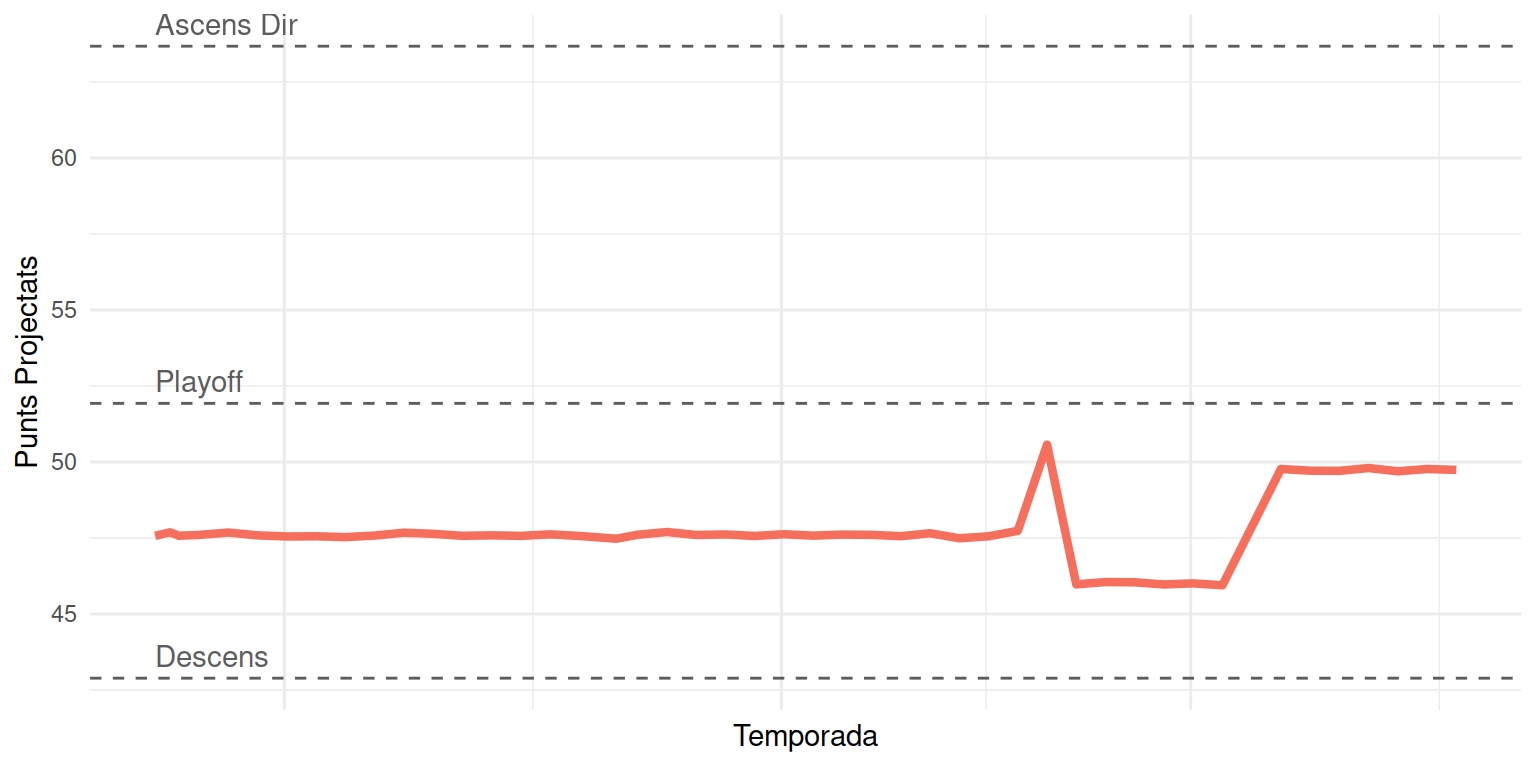 Ascens Dir
60
55
Playoff
50
45
Descens
Punts Projectats
Temporada